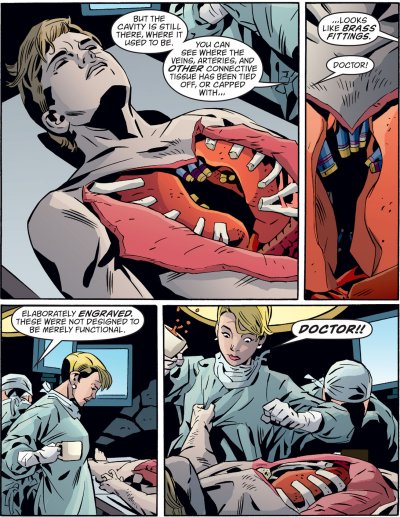 BUT THE
CAVITY IS STILL
THERE, WHERE IT
USED TO BE.
YOU CAN
SEE WHERE THE
VEINS, ARTERIES, AND
OTHER CONNECTIVE
TISSUE HAS BEEN TIED
OFF, OR CAPPED
WITH...
...LOOKS
LIKE BRASS
FITTINGS.
DOCTOR!
ELABORATELY ENGRAVED.
THESE WERE NOT DESIGNED TO
BE MERELY FUNCTIONAL.
DOCTOR!!